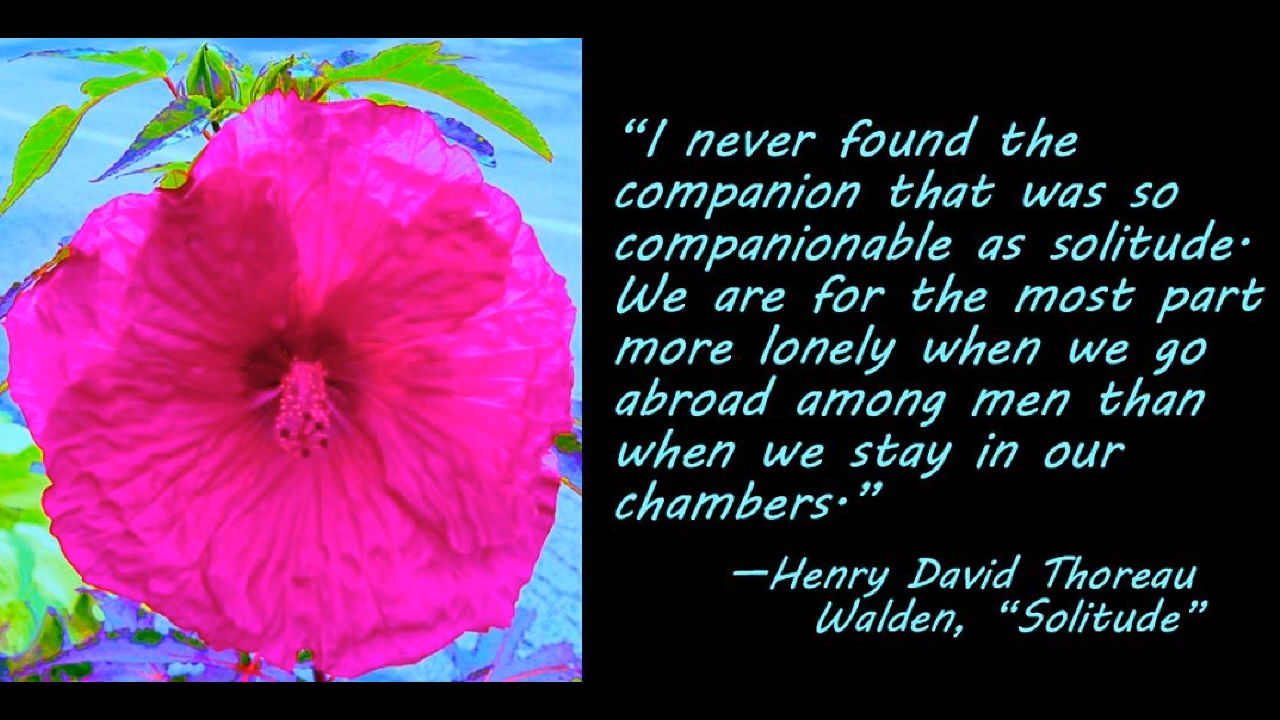 “I never found the
companion that was so
companionable as solitude.
We are for the most part
more lonely when we go
abroad among men than
when we stay in our
chambers.”
—Henry David Thoreau
Walden, “Solitude”